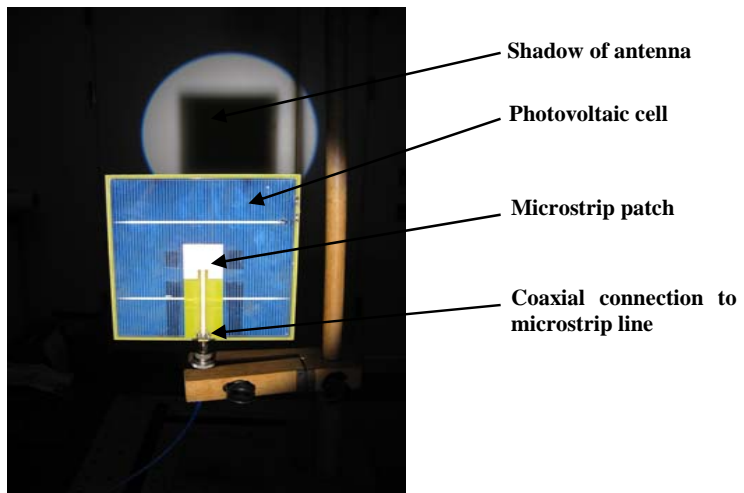 Shadow of antenna
Photovoltaic cell
Microstrip patch
Coaxial connection to
microstrip line